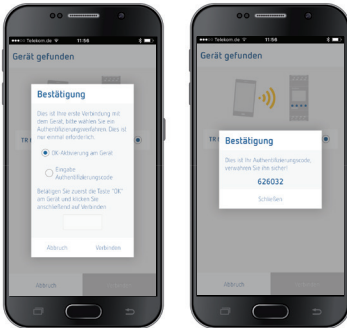 Telekom.de 11:56
Gerät gefunden
Bestätigung
Dies ist Ihre erste Verbindung mit
dem Gerät, bitte wählen Sie ein
Authentifizierungsverfahren. Dies ist
nur einmal erforderlich.
OK-Aktivierung am Gerät
Eingabe
Authentifizierungscode
Betätigen Sie zuerst die Taste "OK"
am Gerät und klicken Sie
anschließend auf Verbinden
Abbruch Verbinden
Abbruch
Telekom.de 11:56
Gerät gefunden
TR
Bestätigung
Dies ist Ihr Authentifizierungscode,
verwahren Sie ihn sicher!
626032
Schließen
Abbruch